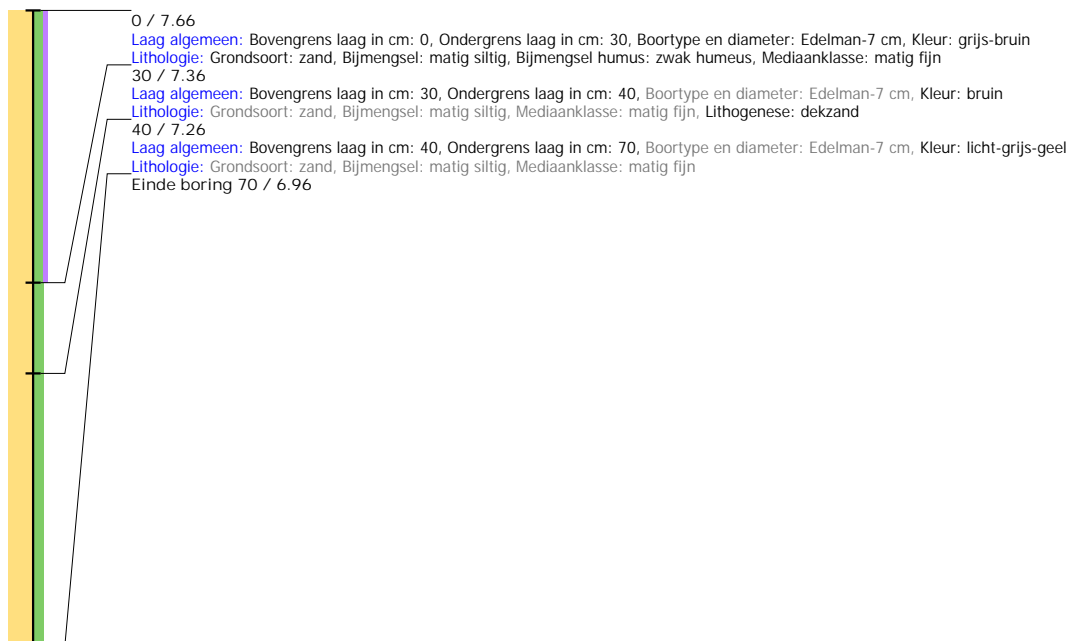 0 / 7.66
Laag algemeen: Bovengrens laag in cm: 0, Ondergrens laag in cm: 30, Boortype en diameter: Edelman-7 cm, Kleur: grijs-bruin
Lithologie: Grondsoort: zand, Bijmengsel: matig siltig, Bijmengsel humus: zwak humeus, Mediaanklasse: matig fijn
30 / 7.36
Laag algemeen: Bovengrens laag in cm: 30, Ondergrens laag in cm: 40, Boortype en diameter: Edelman-7 cm, Kleur: bruin
Lithologie: Grondsoort: zand, Bijmengsel: matig siltig, Mediaanklasse: matig fijn, Lithogenese: dekzand
40 / 7.26
Laag algemeen: Bovengrens laag in cm: 40, Ondergrens laag in cm: 70, Boortype en diameter: Edelman-7 cm, Kleur: licht-grijs-geel
Lithologie: Grondsoort: zand, Bijmengsel: matig siltig, Mediaanklasse: matig fijn
Einde boring 70 / 6.96